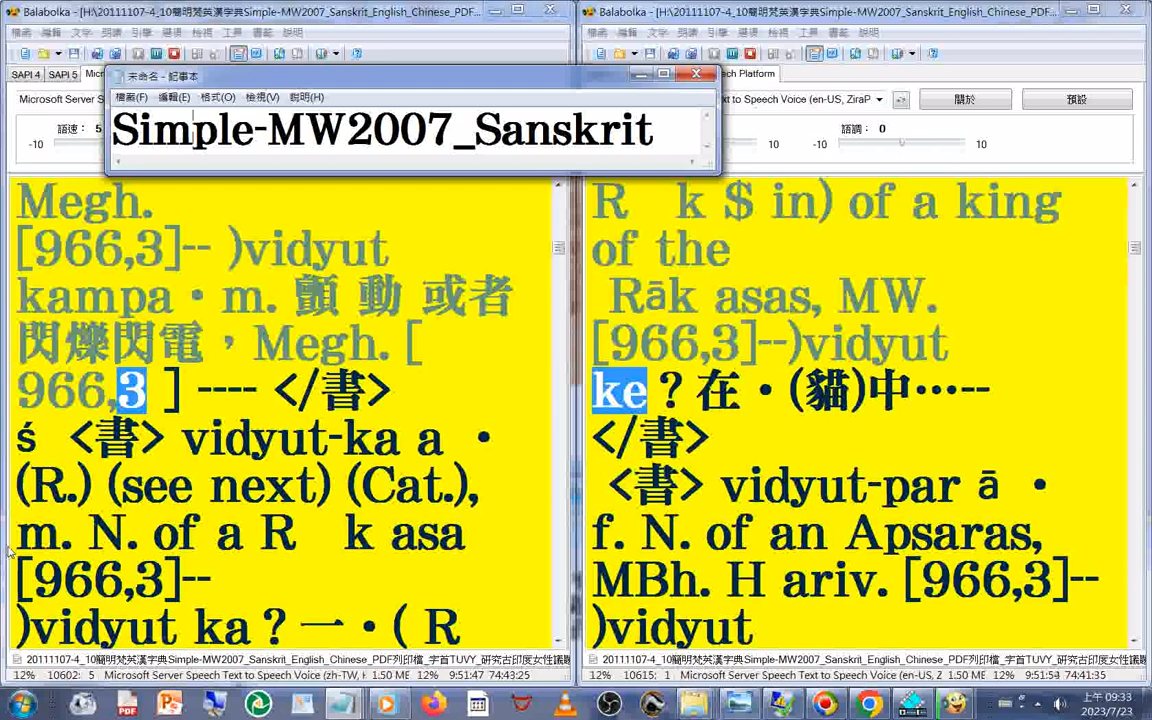 Balabolka - [H:\20111107-4_10簡明梵英漢字典Simple-MW2007_Sanskrit_English_Chinese_PDF...
Balabolka - [H:\20111107-4_10簡明梵英漢字典Simple-MW2007_Sanskrit_English_Chinese_PDF...
SAPI 4 SAPI 5
未命名 - 記事本
檔案(F) 編輯(E) 格式(O) 檢視(V) 說明(H)
Simple-MW2007_Sanskrit
Microsoft Server S
語速: 5
-10
ech Platform
xt to Speech Voice (en-US, ZiraP
關於 預設
語調: 0
10 -10 10
Megh.
[966,3]-- )vidyut
kampa・m. 顫 動 或者
閃爍閃電，Megh. [
966,3 ] ---- </書>
ś <書> vidyut-ka a ・
(R.) (see next) (Cat.),
m. N. of a R k asa
[966,3]--
)vidyut ka？一・( R
R k $ in) of a king
of the
Rāk asas, MW.
[966,3]--)vidyut
ke？在・(貓)中…--
</書>
<書> vidyut-par ā ・
f. N. of an Apsaras,
MBh. H ariv. [966,3]--
)vidyut
20111107-4_10簡明梵英漢字典Simple-MW2007_Sanskrit_English_Chinese_PDF列印檔_字首TUVY_研究古印度女性議題
20111107-4_10簡明梵英漢字典Simple-MW2007_Sanskrit_English_Chinese_PDF列印檔_字首TUVY_研究古印度女性議題
12% 10602: 5 Microsoft Server Speech Text to Speech Voice (zh-TW, H 1.50 ME 12% 9:51:47 74:43:25
12% 10615: 1 Microsoft Server Speech Text to Speech Voice (en-US, 1.50 ME 12% 9:51:54 74:41:35
上午 09:33
2023/7/23